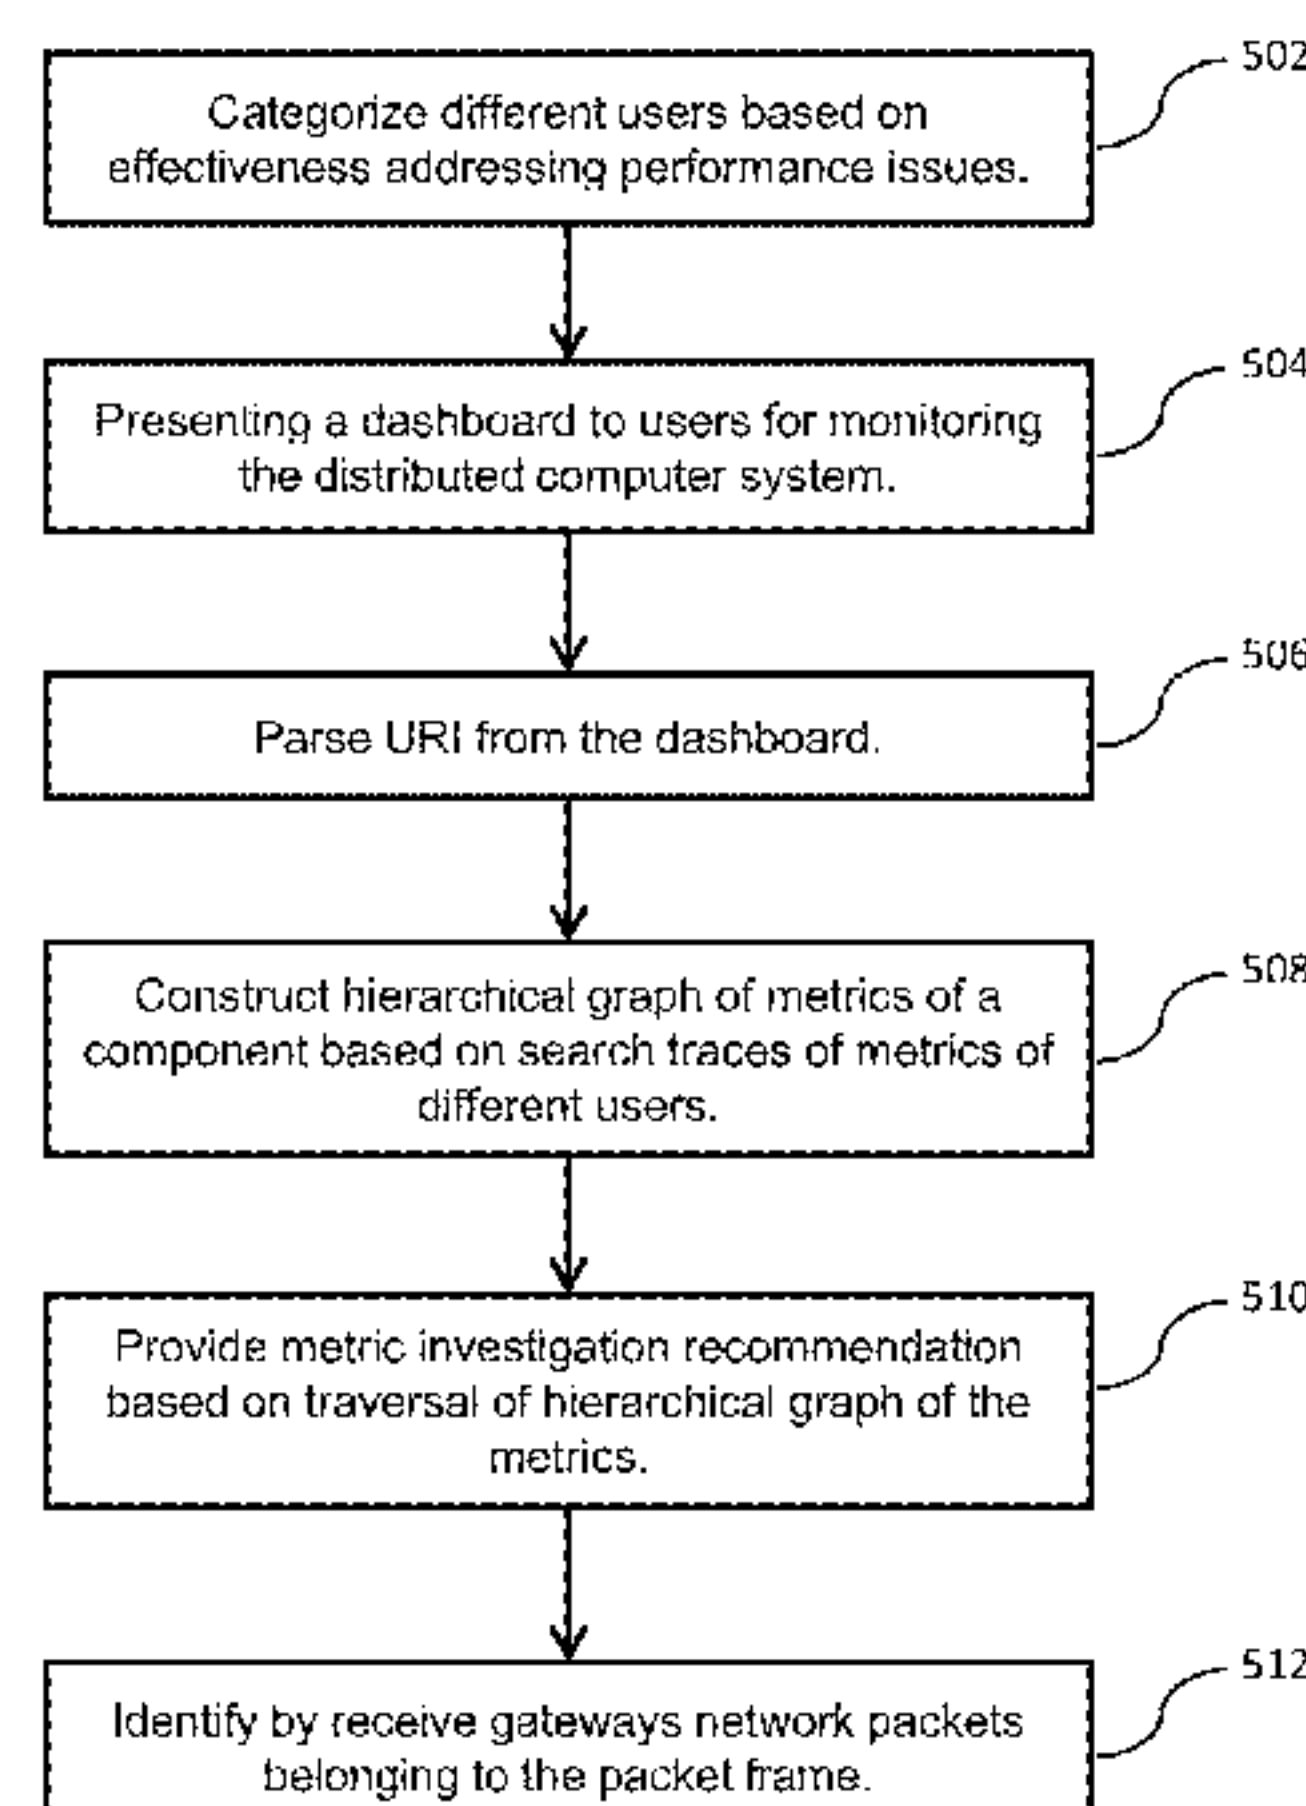 502
Categorize different users based on
effectiveness addressing performance issues.
504
Presenting a dashboard to users for monitoring
the distributed computer system.
506
Parse URI from the dashboard.
508
Construct hierarchical graph of metrics of a
component based on search traces of metrics of
different users.
510
Provide metric investigation recommendation
based on traversal of hierarchical graph of the
metrics.
512
Identify by receive gateways network packets
belonging to the packet frame.